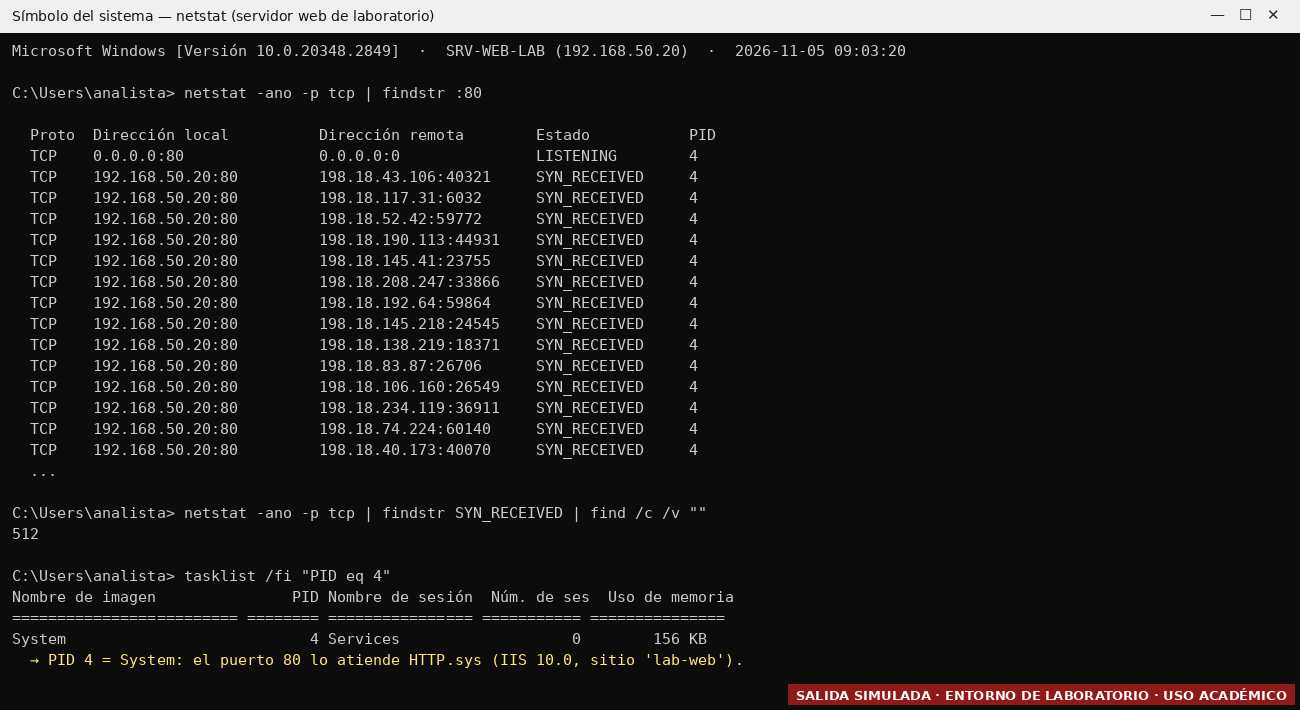 Símbolo del sistema — netstat (servidor web de laboratorio)
Microsoft Windows [Versión 10.0.20348.2849]  ·  SRV-WEB-LAB (192.168.50.20)  ·  2026-11-05 09:03:20
C:\Users\analista> netstat -ano -p tcp | findstr :80
  Proto  Dirección local          Dirección remota        Estado           PID
  TCP    0.0.0.0:80               0.0.0.0:0               LISTENING        4
  TCP    192.168.50.20:80         198.18.43.106:40321     SYN_RECEIVED     4
  TCP    192.168.50.20:80         198.18.117.31:6032      SYN_RECEIVED     4
  TCP    192.168.50.20:80         198.18.52.42:59772      SYN_RECEIVED     4
  TCP    192.168.50.20:80         198.18.190.113:44931    SYN_RECEIVED     4
  TCP    192.168.50.20:80         198.18.145.41:23755     SYN_RECEIVED     4
  TCP    192.168.50.20:80         198.18.208.247:33866    SYN_RECEIVED     4
  TCP    192.168.50.20:80         198.18.192.64:59864     SYN_RECEIVED     4
  TCP    192.168.50.20:80         198.18.145.218:24545    SYN_RECEIVED     4
  TCP    192.168.50.20:80         198.18.138.219:18371    SYN_RECEIVED     4
  TCP    192.168.50.20:80         198.18.83.87:26706      SYN_RECEIVED     4
  TCP    192.168.50.20:80         198.18.106.160:26549    SYN_RECEIVED     4
  TCP    192.168.50.20:80         198.18.234.119:36911    SYN_RECEIVED     4
  TCP    192.168.50.20:80         198.18.74.224:60140     SYN_RECEIVED     4
  TCP    192.168.50.20:80         198.18.40.173:40070     SYN_RECEIVED     4
  ...
C:\Users\analista> netstat -ano -p tcp | findstr SYN_RECEIVED | find /c /v ""
512
C:\Users\analista> tasklist /fi "PID eq 4"
Nombre de imagen               PID Nombre de sesión  Núm. de ses  Uso de memoria
========================= ======== ================ =========== ===============
System                           4 Services                   0        156 KB
  → PID 4 = System: el puerto 80 lo atiende HTTP.sys (IIS 10.0, sitio 'lab-web').
SALIDA SIMULADA · ENTORNO DE LABORATORIO · USO ACADÉMICO